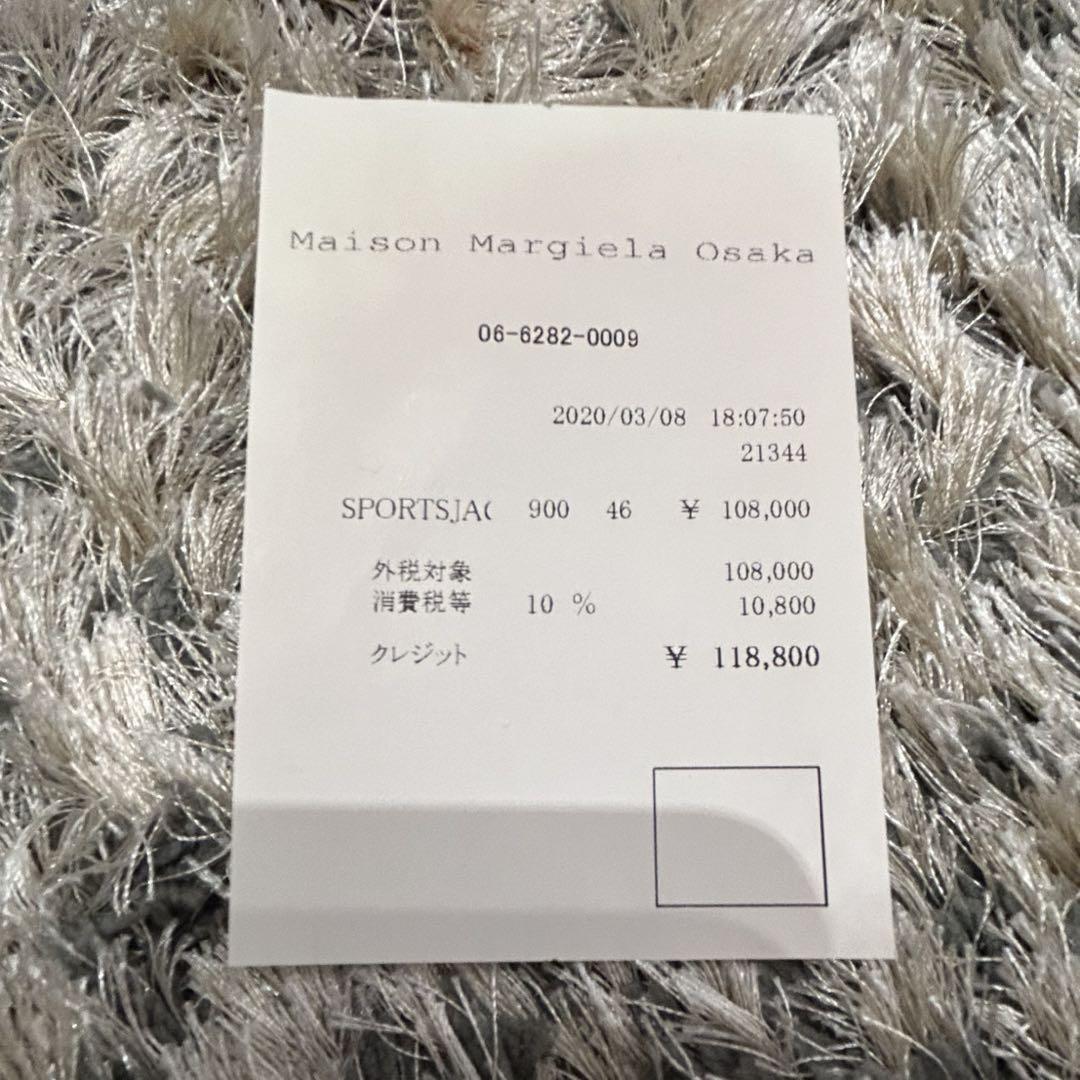 Maison Margiela Osaka
06-6282-0009
2020/03/08 18:07:50
21344
SPORTSJAC 900 46 ¥ 108,000
外税対象 108,000
消費税等 10 % 10,800
クレジット ¥ 118,800